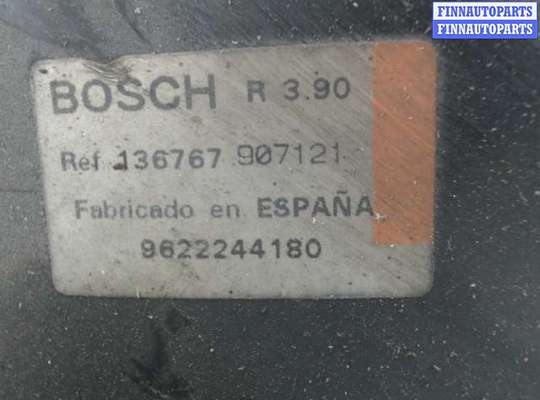 FINNAUTOPARTS
FINNAUTOPARTS
BOSCH R 3.90
Ref 136767 907121
Fabricado en ESPAÑA
9622244180